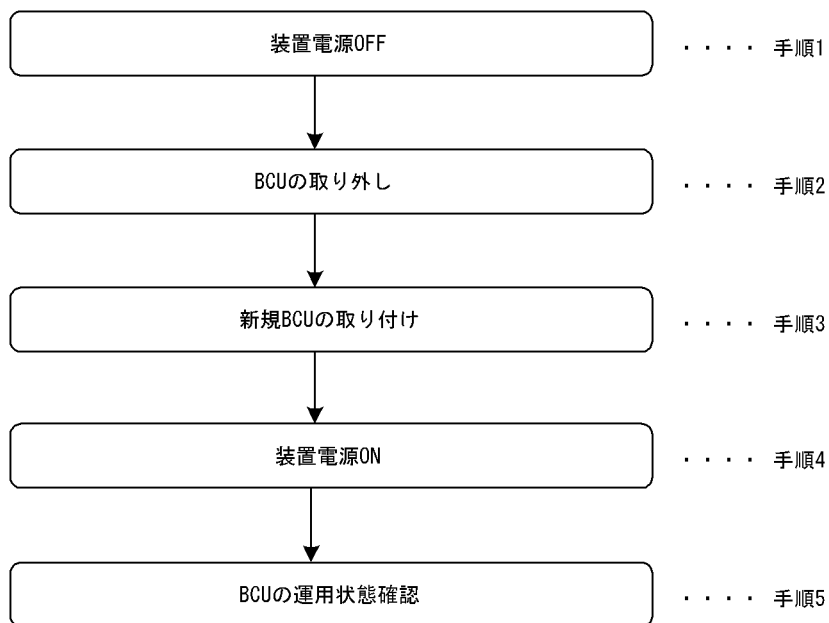 装置電源OFF ・・・・ 手順1
BCUの取り外し ・・・・ 手順2
新規BCUの取り付け ・・・・ 手順3
装置電源ON ・・・・ 手順4
BCUの運用状態確認 ・・・・ 手順5